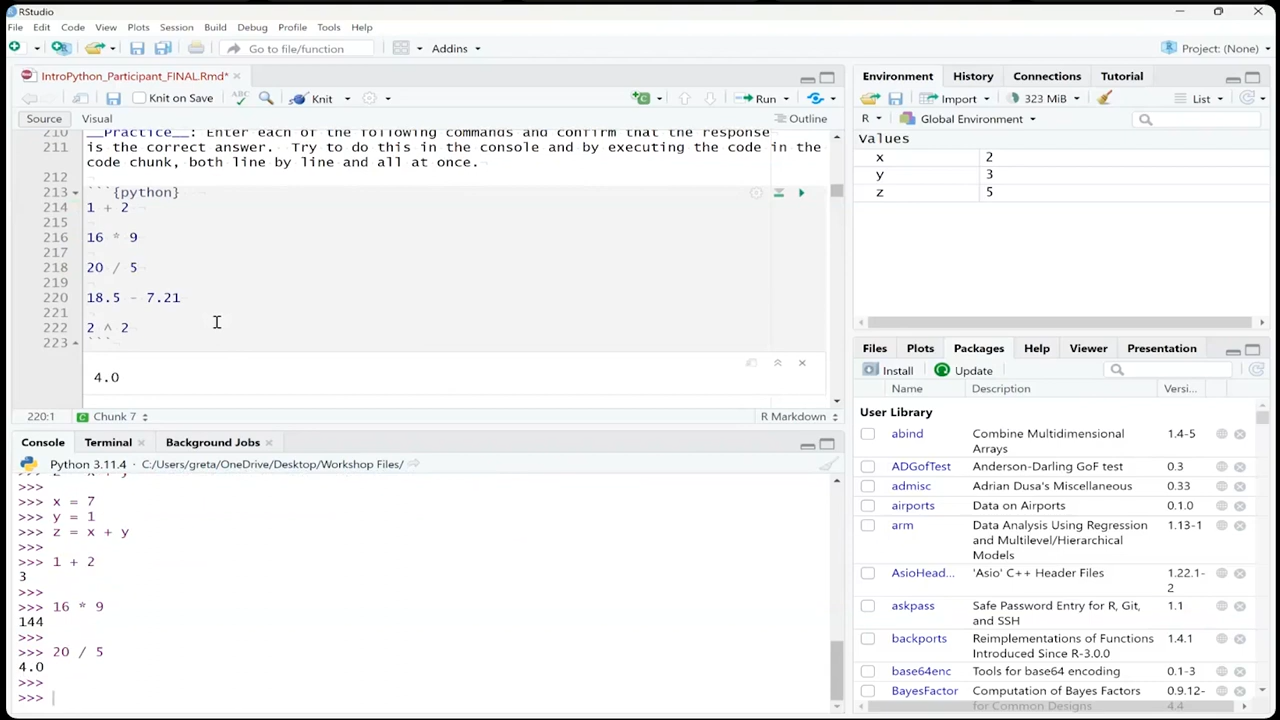 RStudio
File Edit Code View Plots Session Build Debug Profile Tools Help
Go to file/function Addins Project: (None)
IntroPython_Participant_FINAL.Rmd*
Knit on Save ABC Knit Run
Source Visual Outline
210 __Practice__: Enter each of the following commands and confirm that the response
211 is the correct answer. Try to do this in the console and by executing the code in the
code chunk, both line by line and all at once.
212
213 ```{python}
214 1 + 2
215
216 16 * 9
217
218 20 / 5
219
220 18.5 - 7.21
221
222 2 ^ 2
223 ```
4.0
220:1 Chunk 7 R Markdown
Console Terminal Background Jobs
Python 3.11.4 · C:/Users/greta/OneDrive/Desktop/Workshop Files/
>>>
>>> x = 7
>>> y = 1
>>> z = x + y
>>>
>>> 1 + 2
3
>>>
>>> 16 * 9
144
>>>
>>> 20 / 5
4.0
>>>
>>>
Environment History Connections Tutorial
Import 323 MiB List
R Global Environment
Values
x 2
y 3
z 5
Files Plots Packages Help Viewer Presentation
Install Update
Name Description Versi...
User Library
abind Combine Multidimensional Arrays 1.4-5
ADGofTest Anderson-Darling GoF test 0.3
admisc Adrian Dusa's Miscellaneous 0.33
airports Data on Airports 0.1.0
arm Data Analysis Using Regression and Multilevel/Hierarchical Models 1.13-1
AsioHead... 'Asio' C++ Header Files 1.22.1-2
askpass Safe Password Entry for R, Git, and SSH 1.1
backports Reimplementations of Functions Introduced Since R-3.0.0 1.4.1
base64enc Tools for base64 encoding 0.1-3
BayesFactor Computation of Bayes Factors for Common Designs 0.9.12-4.4